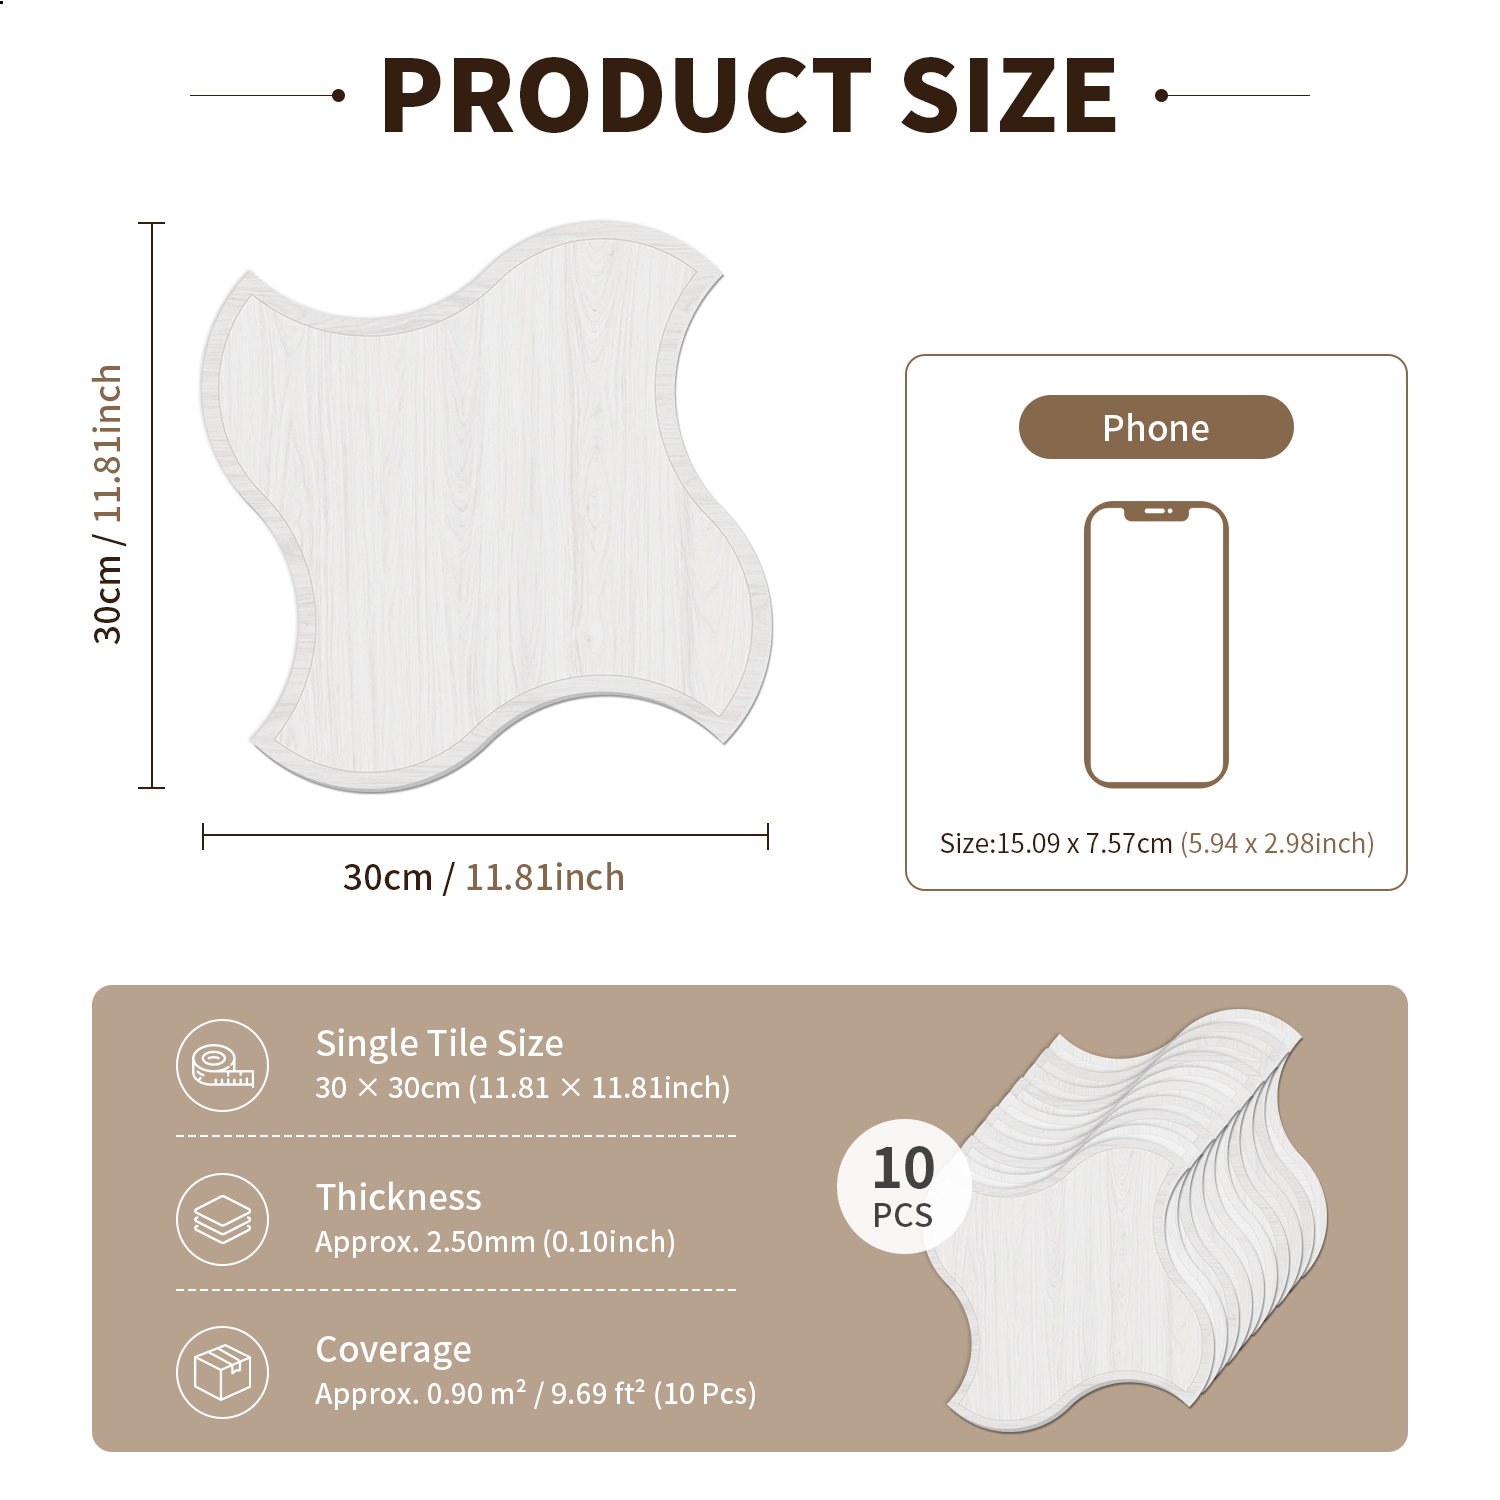 PRODUCT SIZE
30cm / 11.81inch
30cm / 11.81inch
Phone
Size:15.09 x 7.57cm (5.94 x 2.98inch)
Single Tile Size
30 × 30cm (11.81 × 11.81inch)
Thickness
Approx. 2.50mm (0.10inch)
Coverage
Approx. 0.90 m² / 9.69 ft² (10 Pcs)
10
PCS